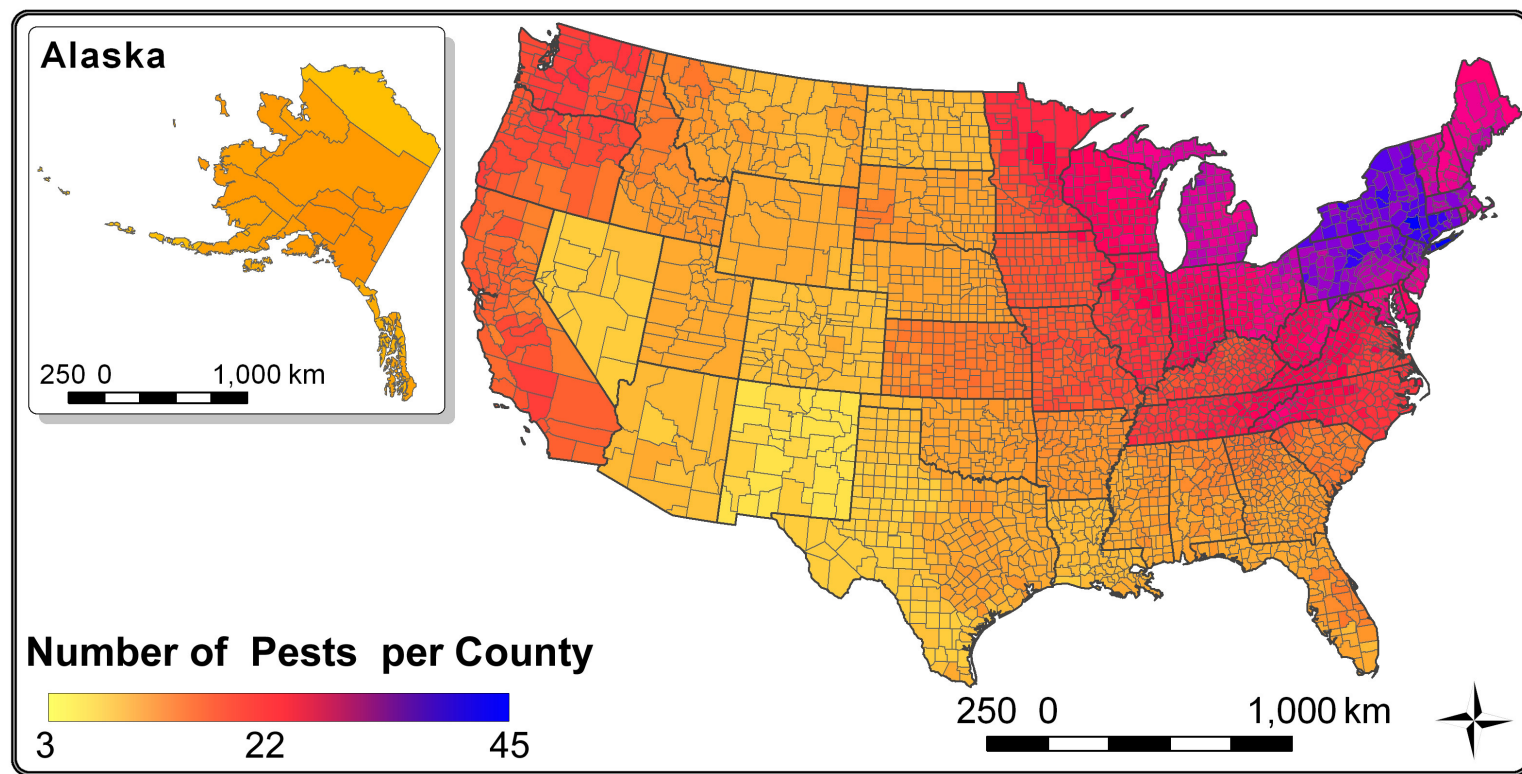 Alaska
250 0 1,000 km
Number of Pests per County
3 22 45
250 0 1,000 km